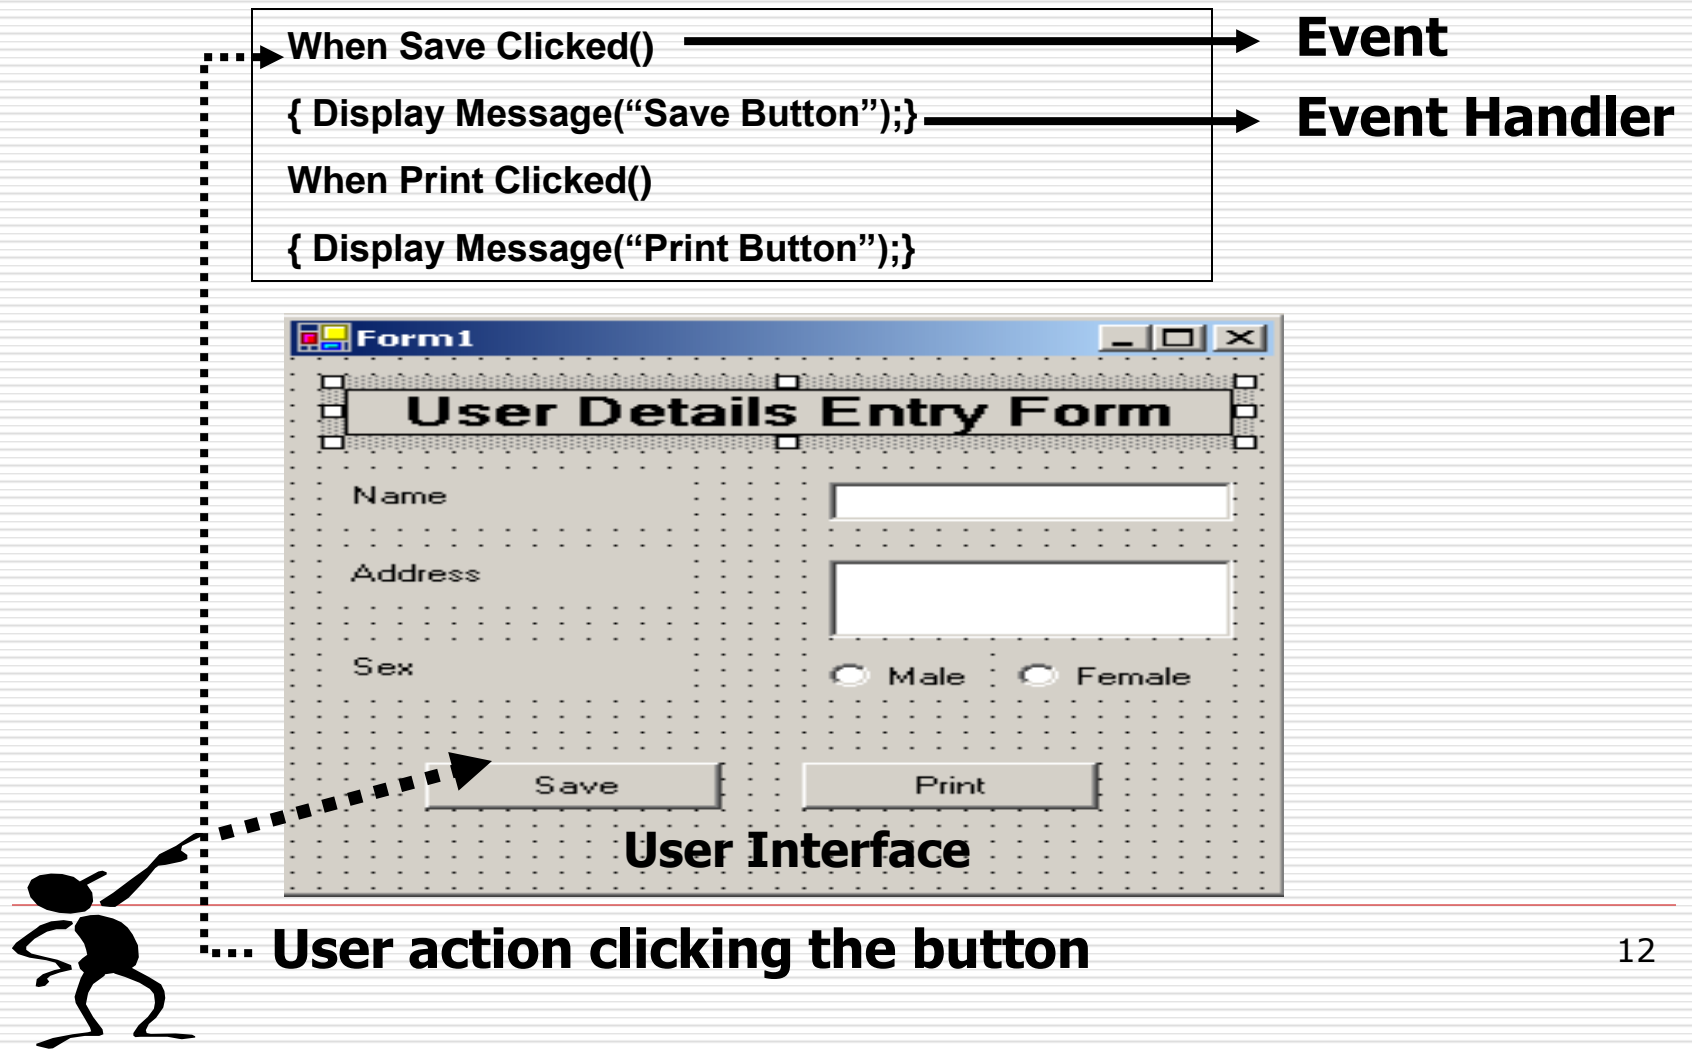 When Save Clicked()
Event
{ Display Message(“Save Button”);}
Event Handler
When Print Clicked()
{ Display Message(“Print Button”);}
Form1
User Details Entry Form
Name
Address
Sex
Male
Female
Save
Print
User Interface
User action clicking the button
12